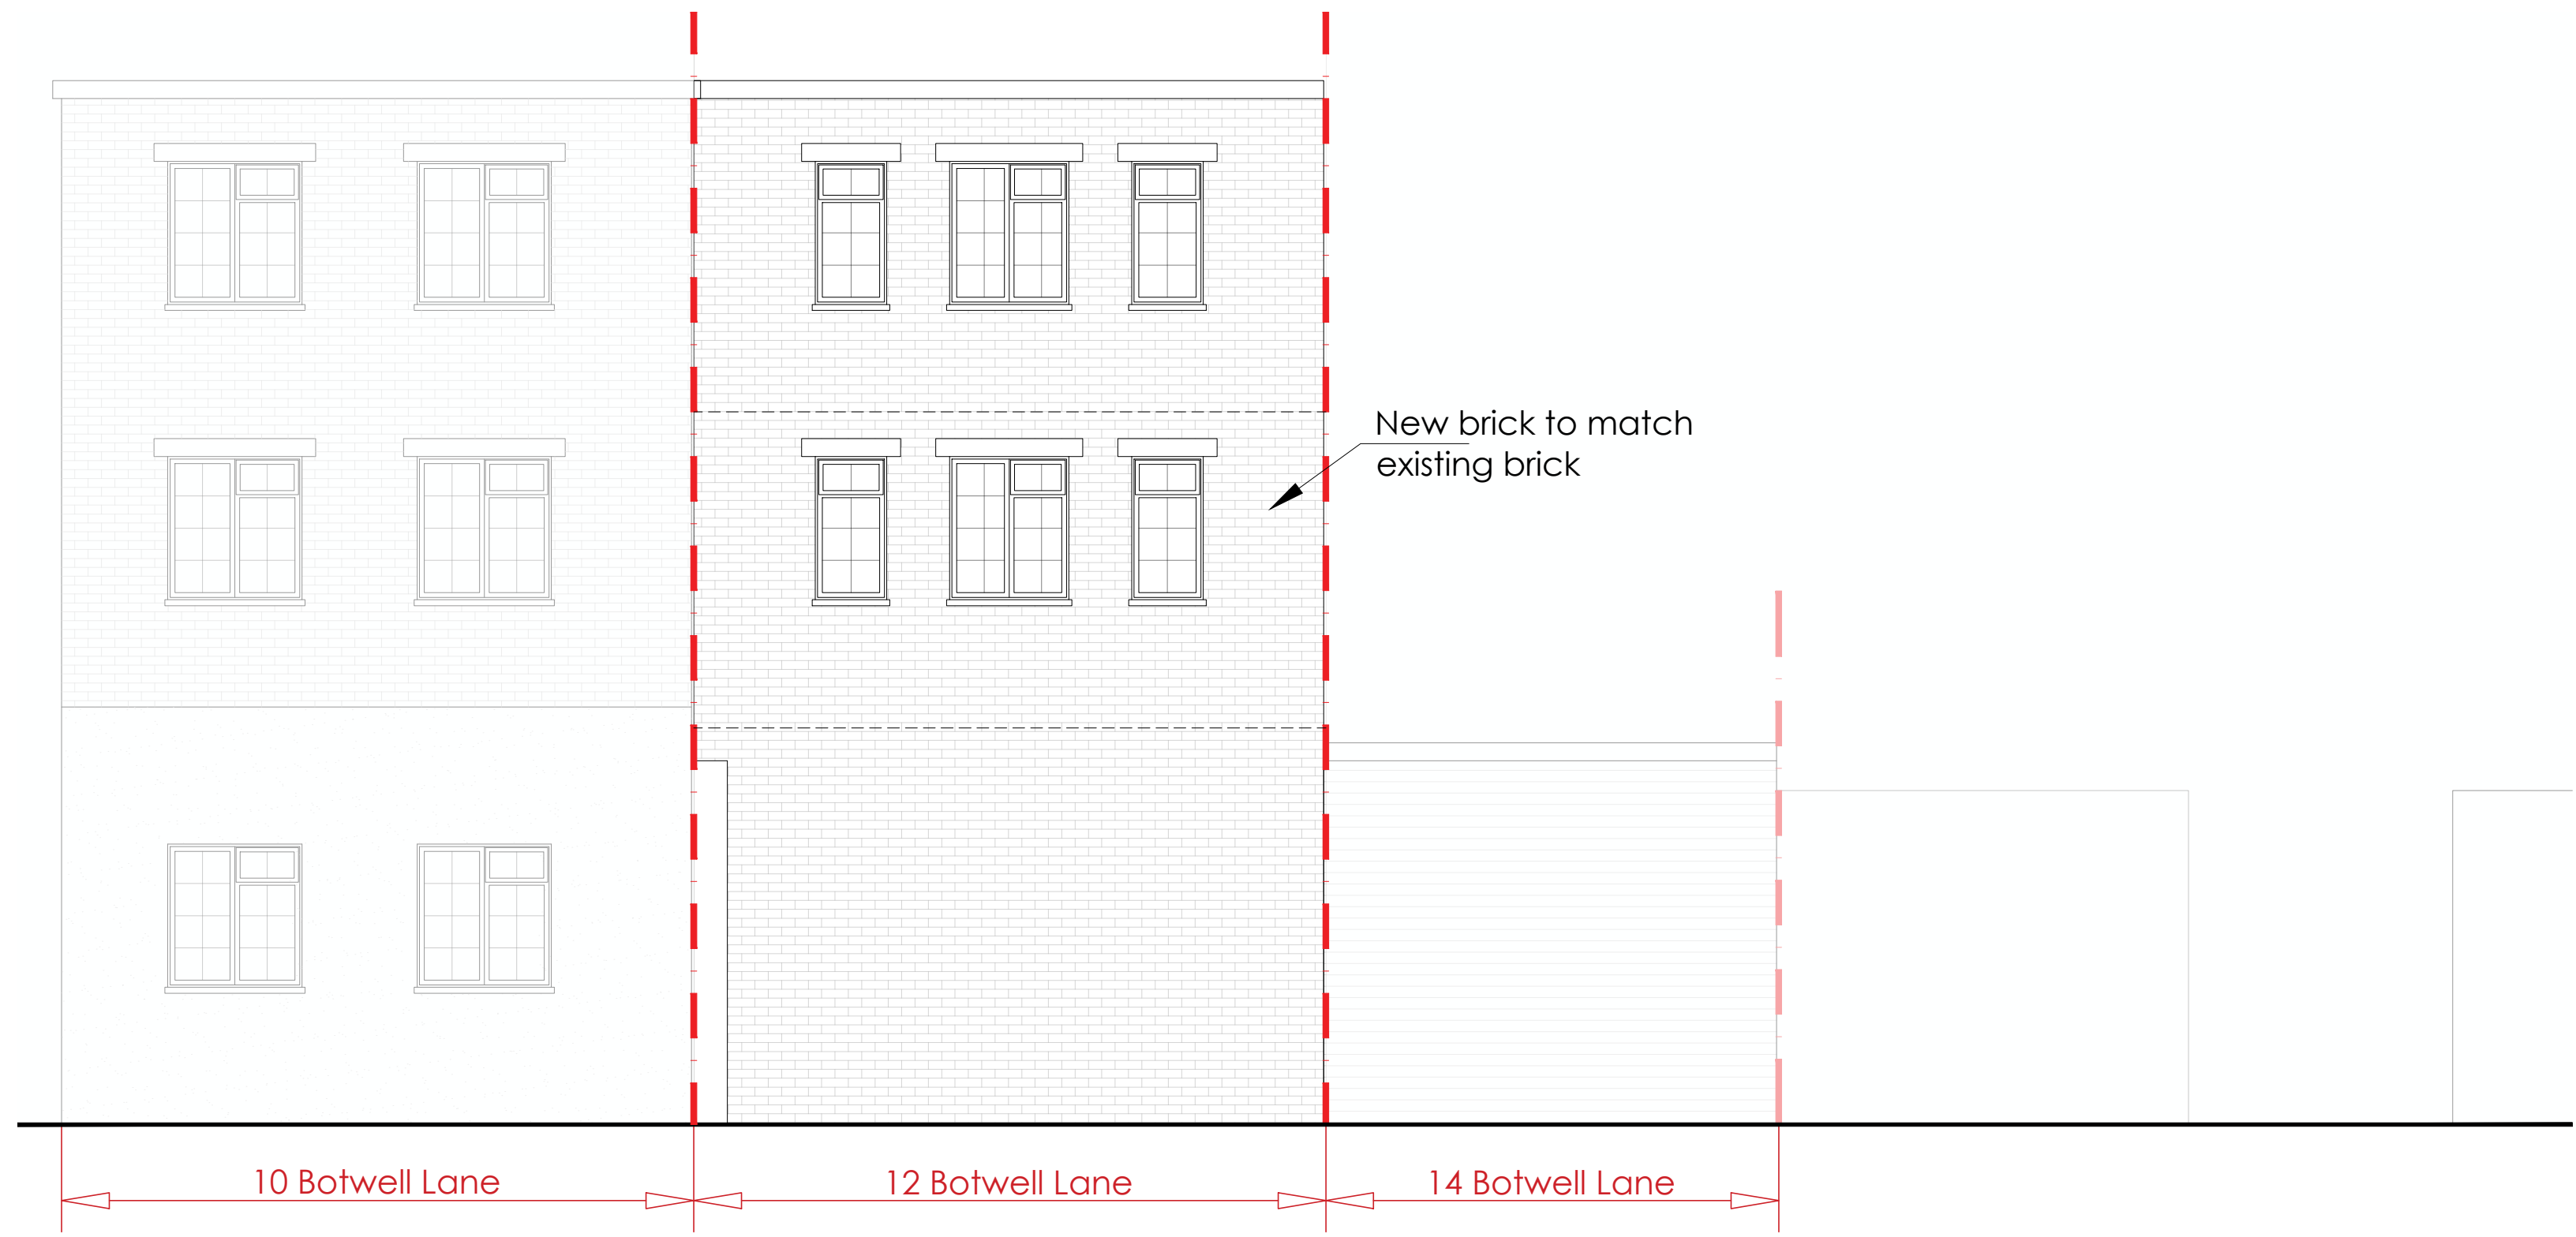 New brick to match
existing brick
10 Botwell Lane
12 Botwell Lane
14 Botwell Lane